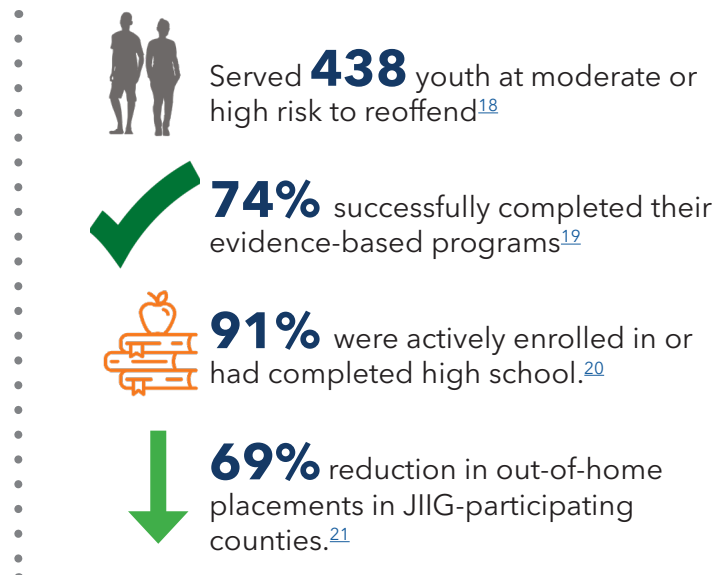 Served 438 youth at moderate or
high risk to reoffend18
74% successfully completed their
evidence-based programs19
91% were actively enrolled in or
had completed high school.20
69% reduction in out-of-home
placements in JIIG-participating
counties.21